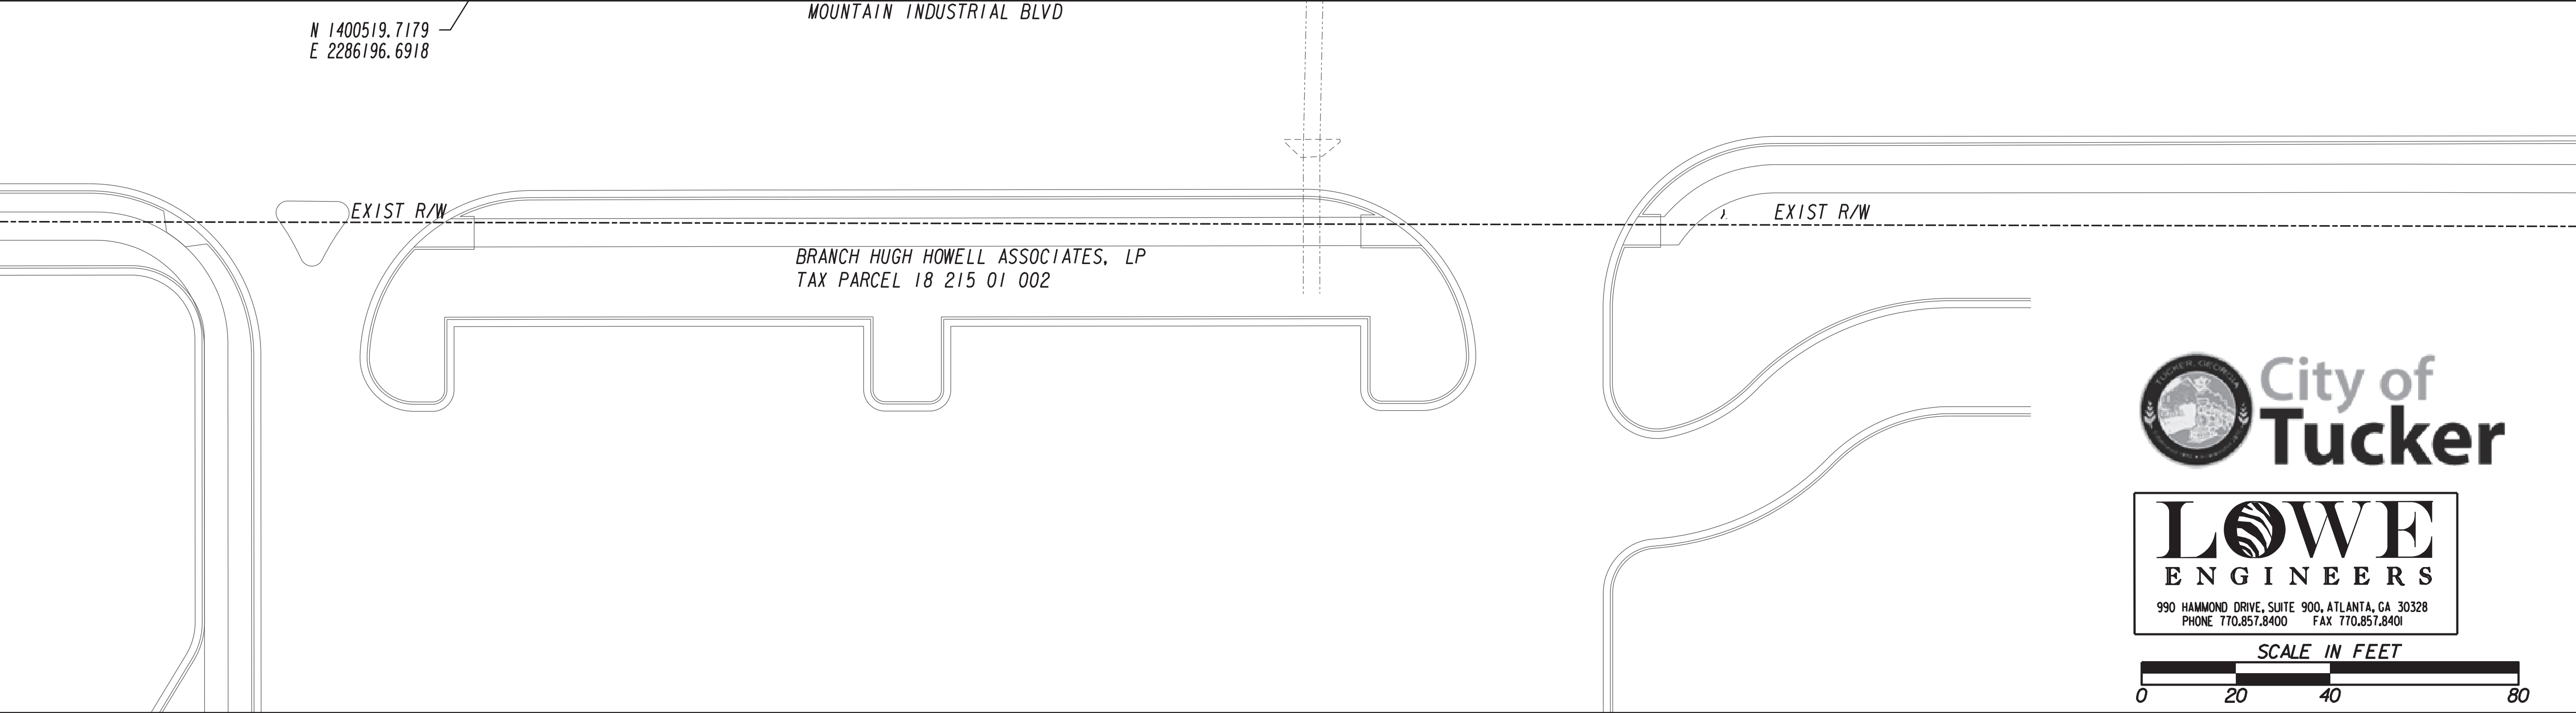 MOUNTAIN INDUSTRIAL BLVD
N 1400519.7179
E 2286196.6918
EXIST R/W
EXIST R/W
BRANCH HUGH HOWELL ASSOCIATES, LP
TAX PARCEL 18 215 01 002
TUCKER, GEORGIA
City of
Tucker
LOWE
ENGINEERS
990 HAMMOND DRIVE, SUITE 900, ATLANTA, GA 30328
PHONE 770.857.8400 FAX 770.857.8401
SCALE IN FEET
0 20 40 80